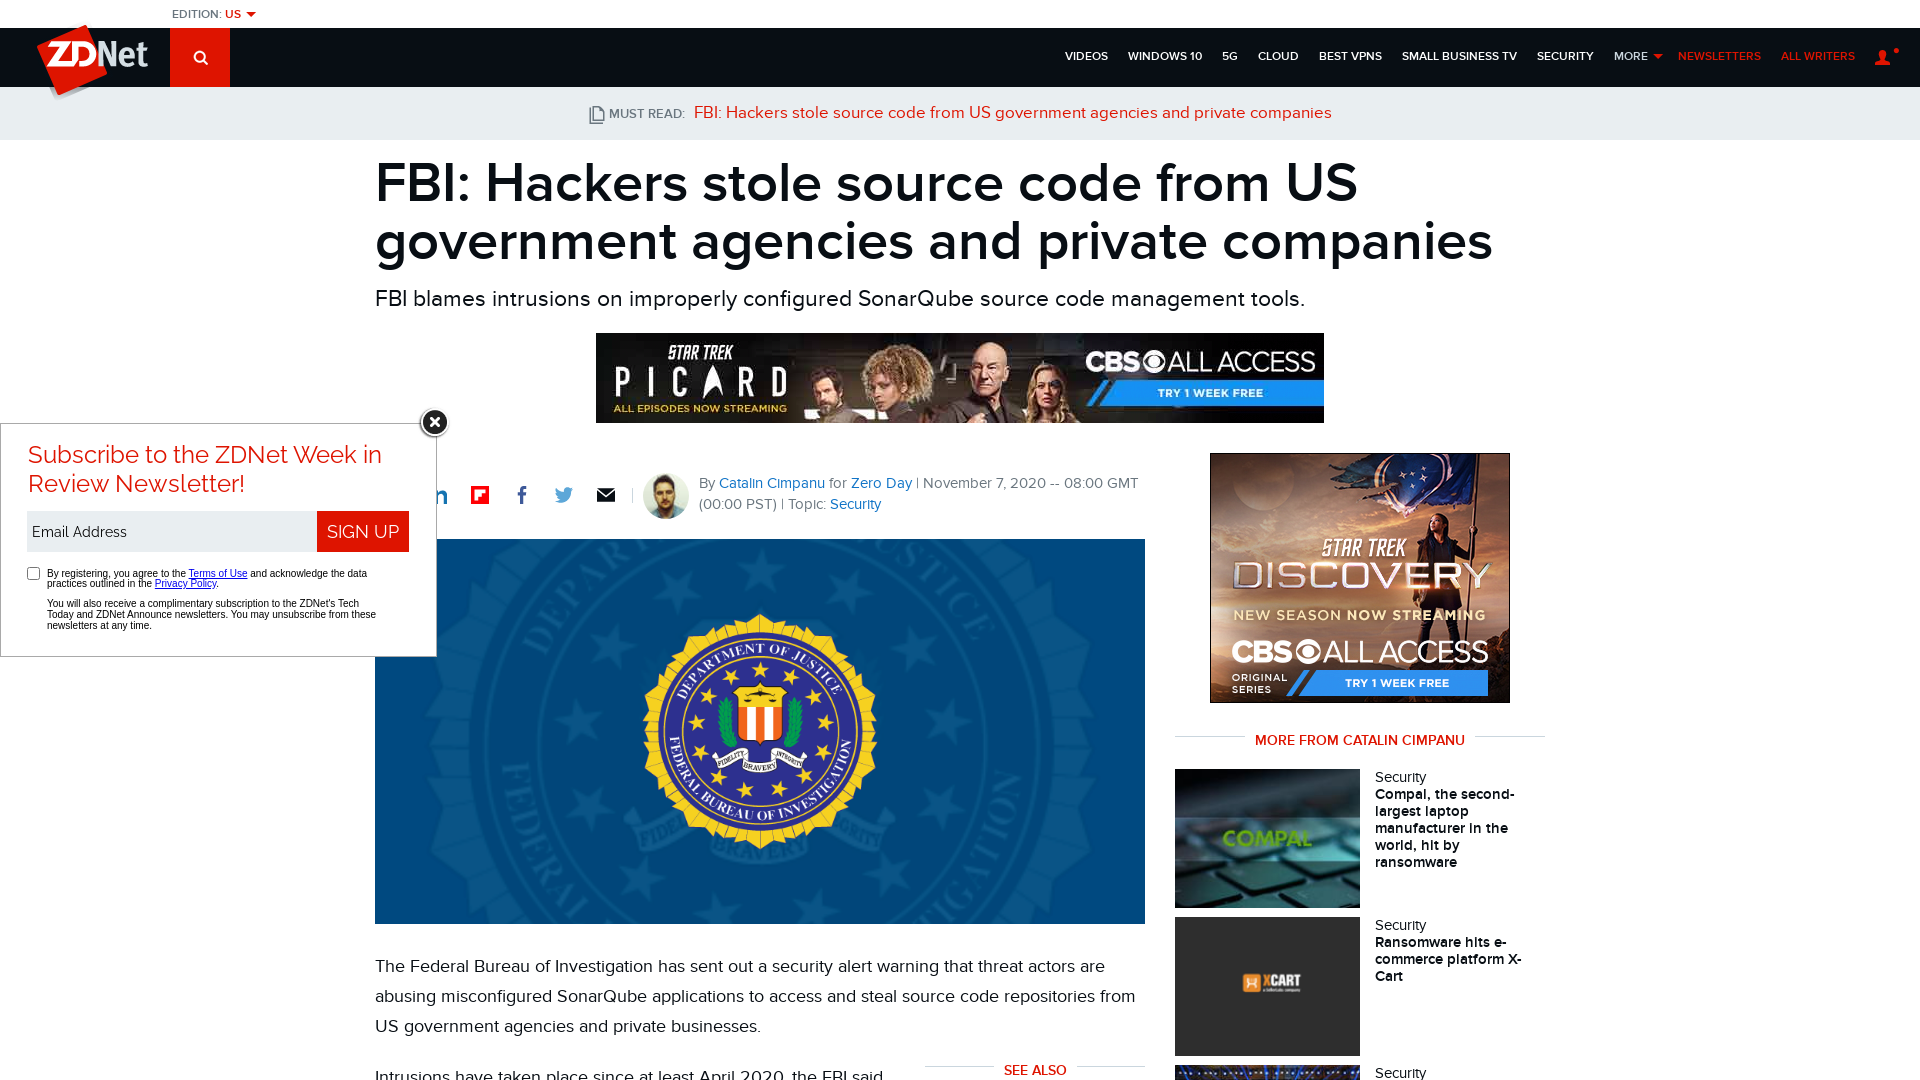 EDITION: US
ZDNet
VIDEOS WINDOWS 10 5G CLOUD BEST VPNS SMALL BUSINESS TV SECURITY MORE NEWSLETTERS ALL WRITERS
MUST READ: FBI: Hackers stole source code from US government agencies and private companies
FBI: Hackers stole source code from US
government agencies and private companies
FBI blames intrusions on improperly configured SonarQube source code management tools.
STAR TREK
PICARD
ALL EPISODES NOW STREAMING
CBS ALL ACCESS
TRY 1 WEEK FREE
Subscribe to the ZDNet Week in
Review Newsletter!
Email Address
SIGN UP
By registering, you agree to the Terms of Use and acknowledge the data
practices outlined in the Privacy Policy.
You will also receive a complimentary subscription to the ZDNet's Tech
Today and ZDNet Announce newsletters. You may unsubscribe from these
newsletters at any time.
By Catalin Cimpanu for Zero Day | November 7, 2020 -- 08:00 GMT
(00:00 PST) | Topic: Security
DEPARTMENT OF JUSTICE
FIDELITY BRAVERY INTEGRITY
FEDERAL BUREAU OF INVESTIGATION
The Federal Bureau of Investigation has sent out a security alert warning that threat actors are
abusing misconfigured SonarQube applications to access and steal source code repositories from
US government agencies and private businesses.
Intrusions have taken place since at least April 2020, the FBI said
SEE ALSO
STAR TREK
DISCOVERY
NEW SEASON NOW STREAMING
CBS ALL ACCESS
ORIGINAL
SERIES
TRY 1 WEEK FREE
MORE FROM CATALIN CIMPANU
COMPAL
Security
Compal, the second-
largest laptop
manufacturer in the
world, hit by
ransomware
XCART
Security
Ransomware hits e-
commerce platform X-
Cart
Security